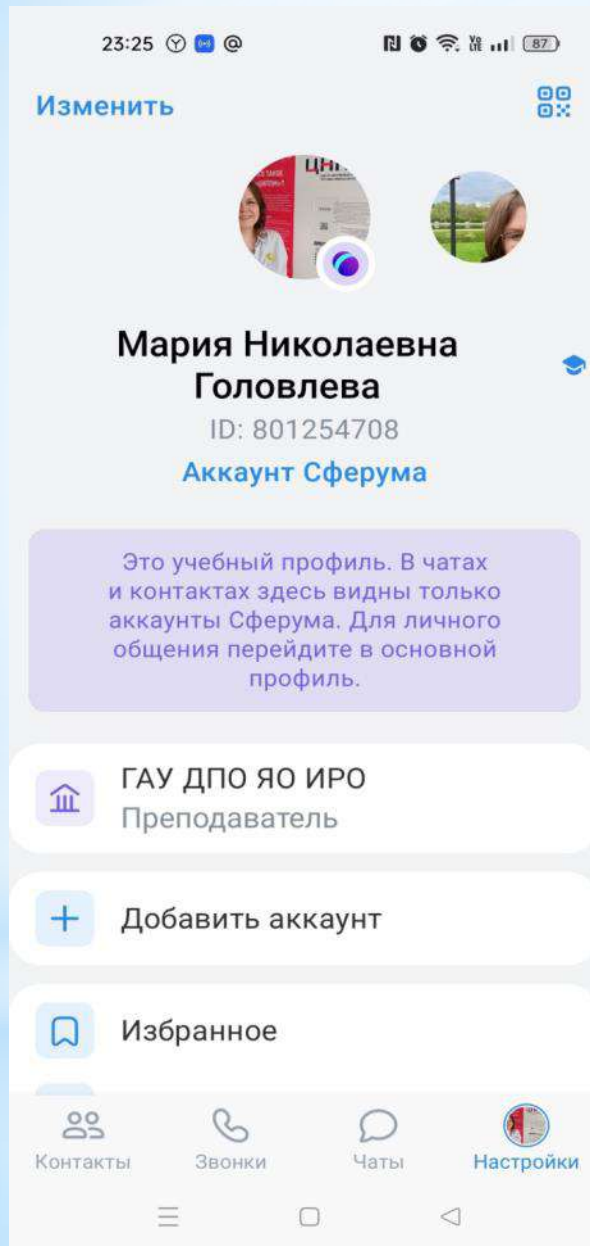 23:25
87
Изменить
ЦНП
Мария Николаевна
Головлева
ID: 801254708
Аккаунт Сферума
Это учебный профиль. В чатах
и контактах здесь видны только
аккаунты Сферума. Для личного
общения перейдите в основной
профиль.
ГАУ ДПО ЯО ИРО
Преподаватель
Добавить аккаунт
Избранное
Контакты Звонки Чаты Настройки